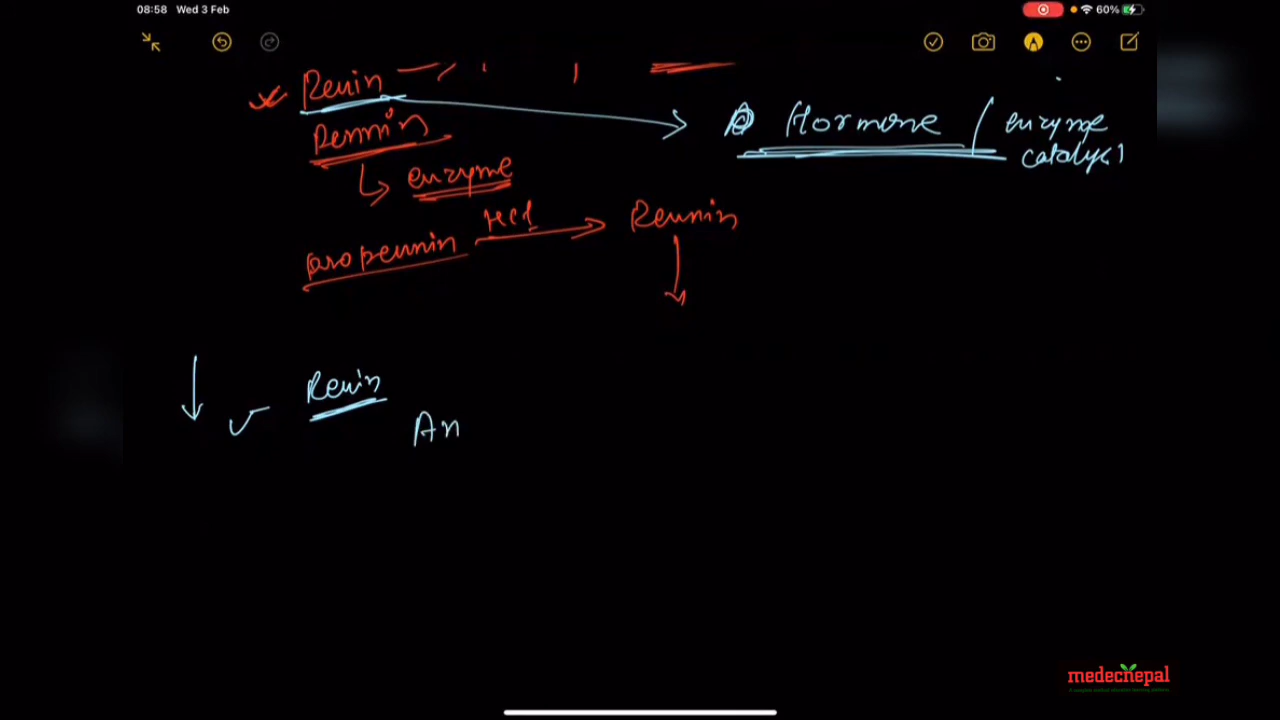 08:58 Wed 3 Feb 60%
Renin
Rennin
Hormone / enzyme
catalyst
enzyme
HCl
prorennin → Rennin
Renin
An
medecnepal